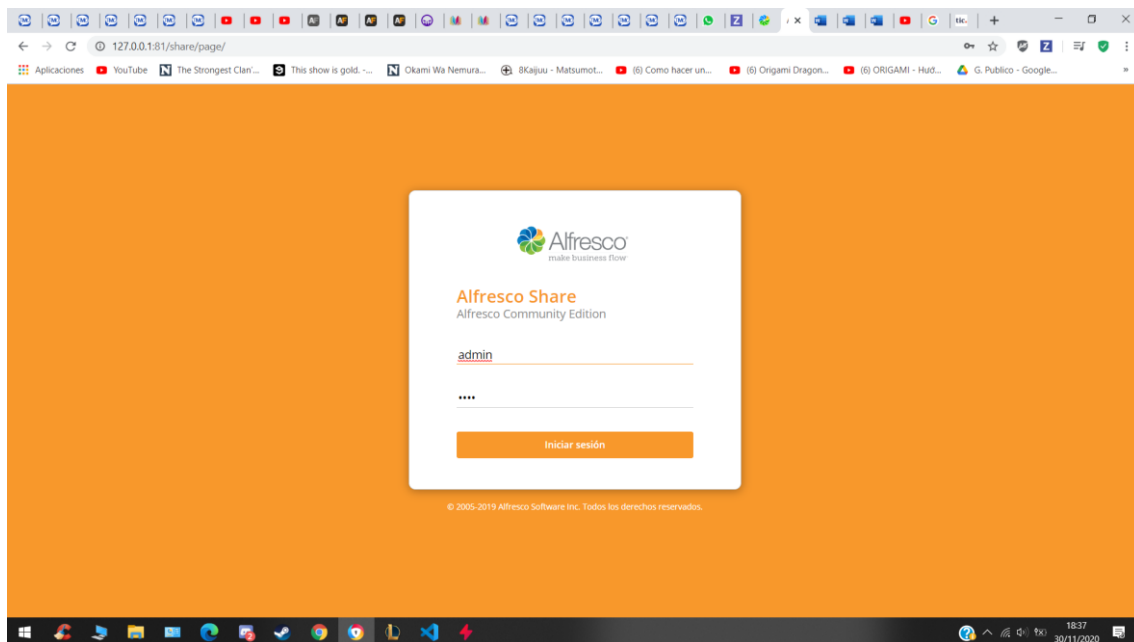 tic.
127.0.0.1:81/share/page/
Aplicaciones YouTube The Strongest Clan'... This show is gold. -... Okami Wa Nemura... 8Kaijuu - Matsumot... (6) Como hacer un... (6) Origami Dragon... (6) ORIGAMI - Hud... G. Publico - Google... »
Alfresco
make business flow
Alfresco Share
Alfresco Community Edition
admin
••••
Iniciar sesión
© 2005-2019 Alfresco Software Inc. Todos los derechos reservados.
18:37
30/11/2020